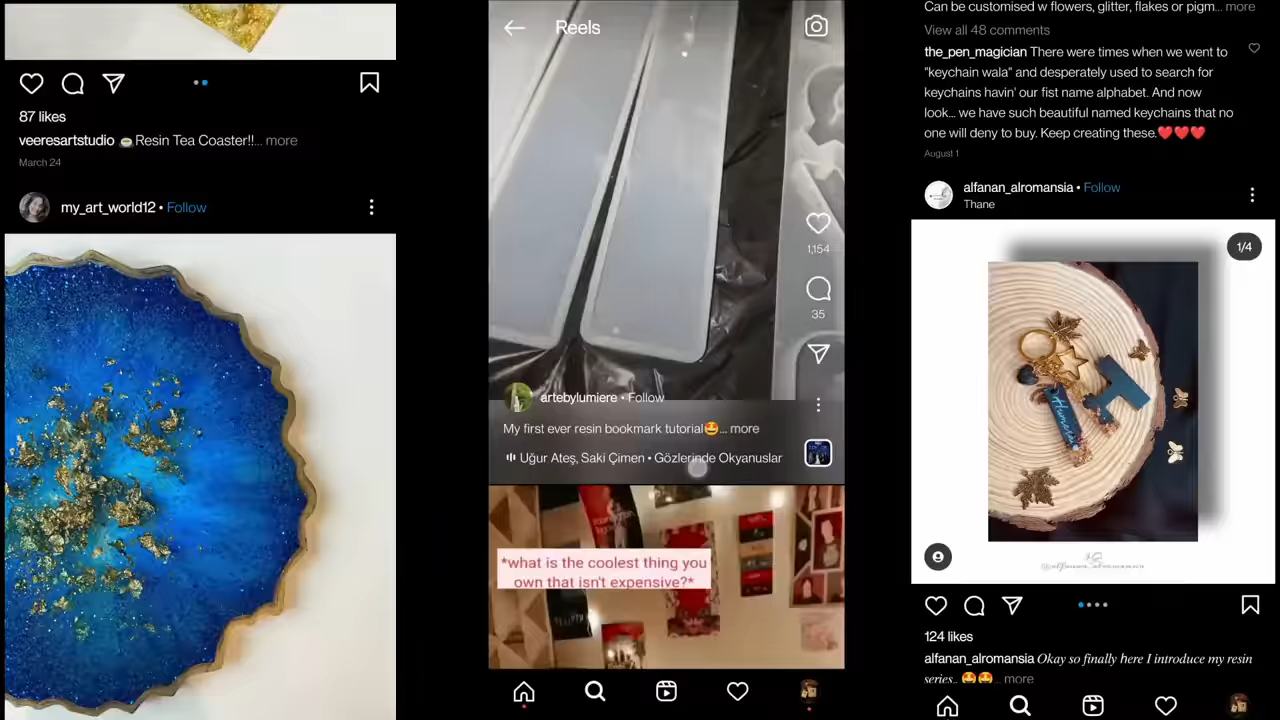 87 likes
veeresartstudio 🍵Resin Tea Coaster!!... more
March 24
my_art_world12 • Follow
Reels
1,154
35
artebylumiere • Follow
My first ever resin bookmark tutorial🤩... more
Uğur Ateş, Saki Çimen • Gözlerinde Okyanuslar
*what is the coolest thing you
own that isn't expensive?*
Can be customised w flowers, glitter, flakes or pigm... more
View all 48 comments
the_pen_magician There were times when we went to
"keychain wala" and desperately used to search for
keychains havin' our fist name alphabet. And now
look... we have such beautiful named keychains that no
one will deny to buy. Keep creating these.❤️❤️❤️
August 1
alfanan_alromansia • Follow
Thane
1/4
124 likes
alfanan_alromansia Okay so finally here I introduce my resin
series.. 🤩🤩... more